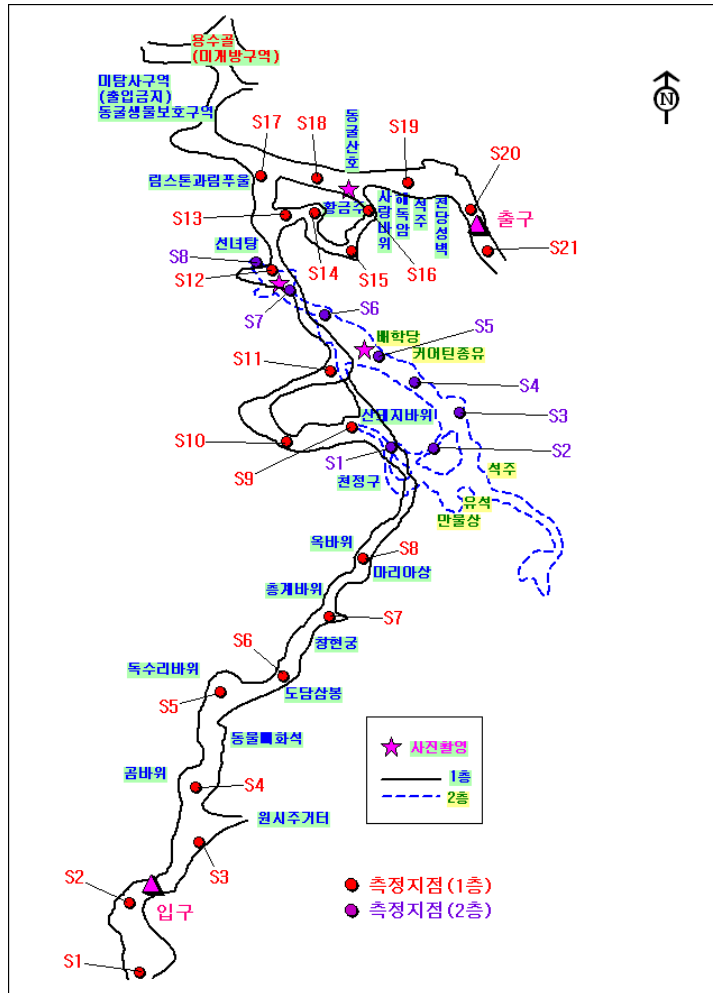 용수골
(미개방구역)
미탐사구역
(출입금지)
동굴생물보호구역
N
S17
S18
동굴산호
S19
S20
림스톤과림푸울
황금주
사랑바위
해독암
석주
천당성벽
출구
S13
S14
S15
S16
S21
선녀탕
S8
S12
S7
S6
배학당
S5
커어틴종유
S4
S11
S3
산돼지바위
S10
S9
S1
S2
천정구
석주
유석
만물상
옥바위
S8
마리아상
층계바위
S7
창현궁
S6
독수리바위
S5
도담삼봉
동물화석
곰바위
S4
원시주거터
S3
S2
입구
S1
사진촬영
1층
2층
측정지점(1층)
측정지점(2층)